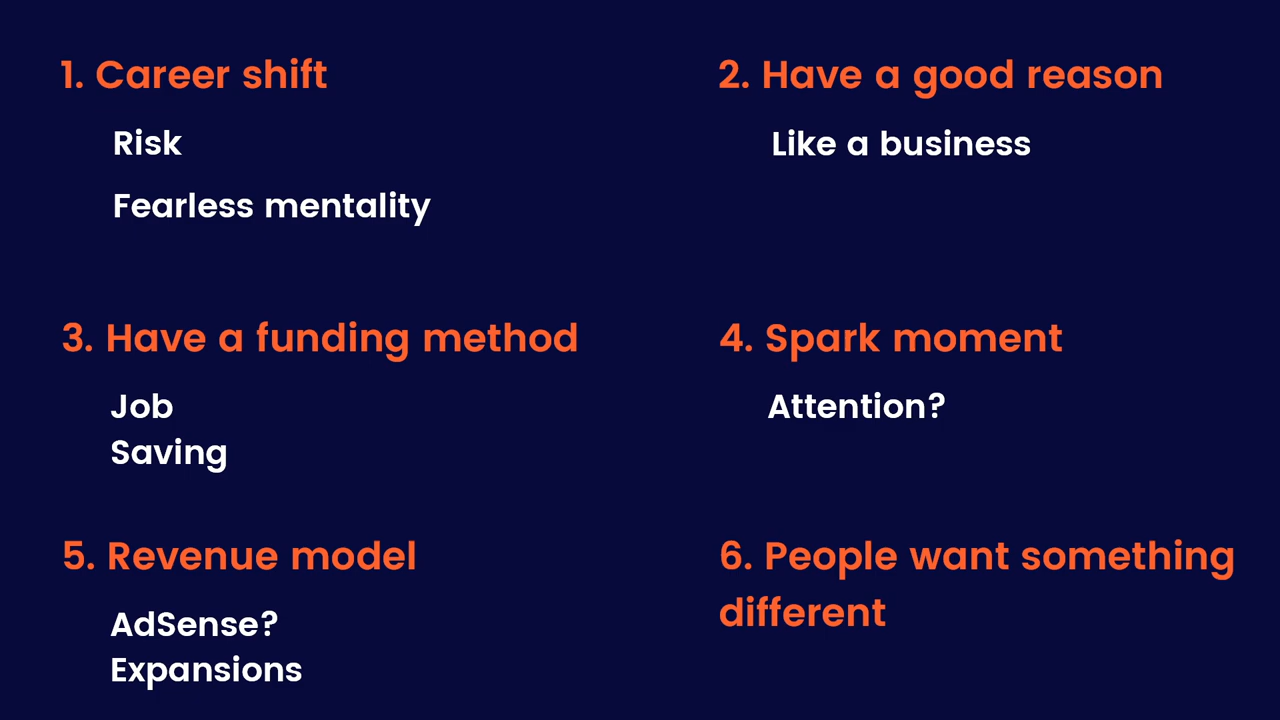 1. Career shift
Risk
Fearless mentality
2. Have a good reason
Like a business
3. Have a funding method
Job
Saving
4. Spark moment
Attention?
5. Revenue model
AdSense?
Expansions
6. People want something
different